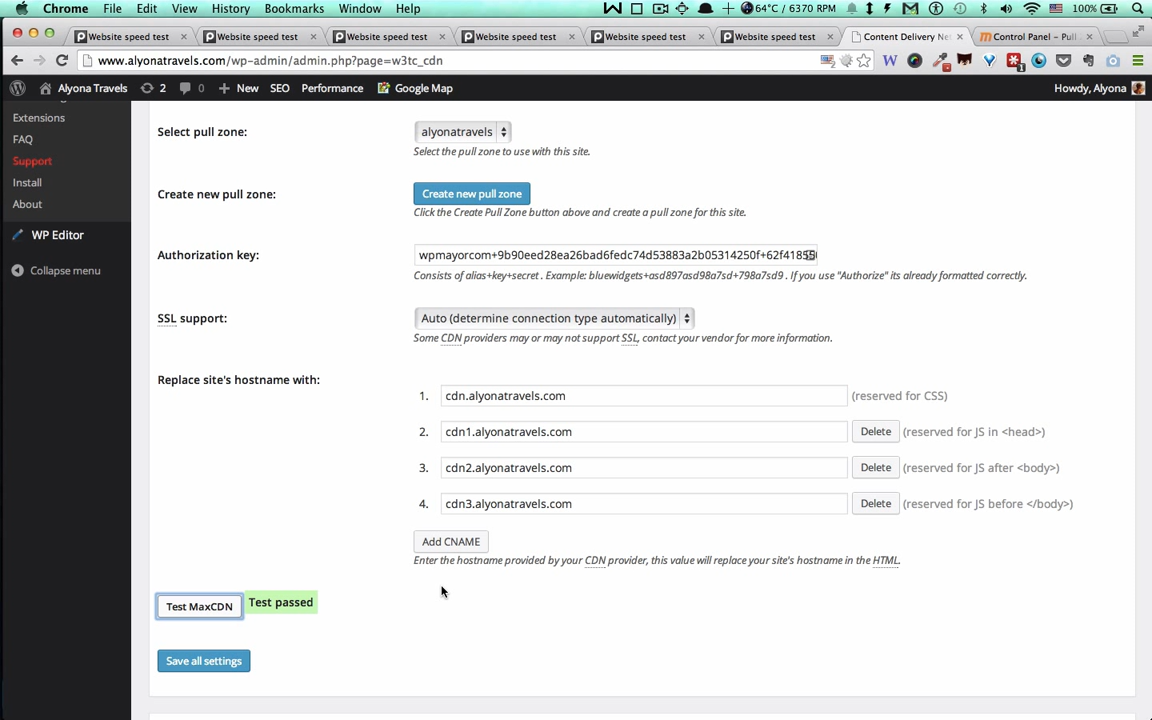 Chrome File Edit View History Bookmarks Window Help 64°C / 6370 RPM 100%
Website speed test Website speed test Website speed test Website speed test Website speed test Website speed test Content Delivery Ne Control Panel – Pull
www.alyonatravels.com/wp-admin/admin.php?page=w3tc_cdn
Alyona Travels 2 0 New SEO Performance Google Map Howdy, Alyona
Extensions
FAQ
Support
Install
About
WP Editor
Collapse menu
Select pull zone: alyonatravels
Select the pull zone to use with this site.
Create new pull zone: Create new pull zone
Click the Create Pull Zone button above and create a pull zone for this site.
Authorization key:
Consists of alias+key+secret . Example: bluewidgets+asd897asd98a7sd+798a7sd9 . If you use "Authorize" its already formatted correctly.
SSL support: Auto (determine connection type automatically)
Some CDN providers may or may not support SSL, contact your vendor for more information.
Replace site's hostname with:
1. cdn.alyonatravels.com (reserved for CSS)
2. cdn1.alyonatravels.com Delete (reserved for JS in <head>)
3. cdn2.alyonatravels.com Delete (reserved for JS after <body>)
4. cdn3.alyonatravels.com Delete (reserved for JS before </body>)
Add CNAME
Enter the hostname provided by your CDN provider, this value will replace your site's hostname in the HTML.
Test MaxCDN Test passed
Save all settings